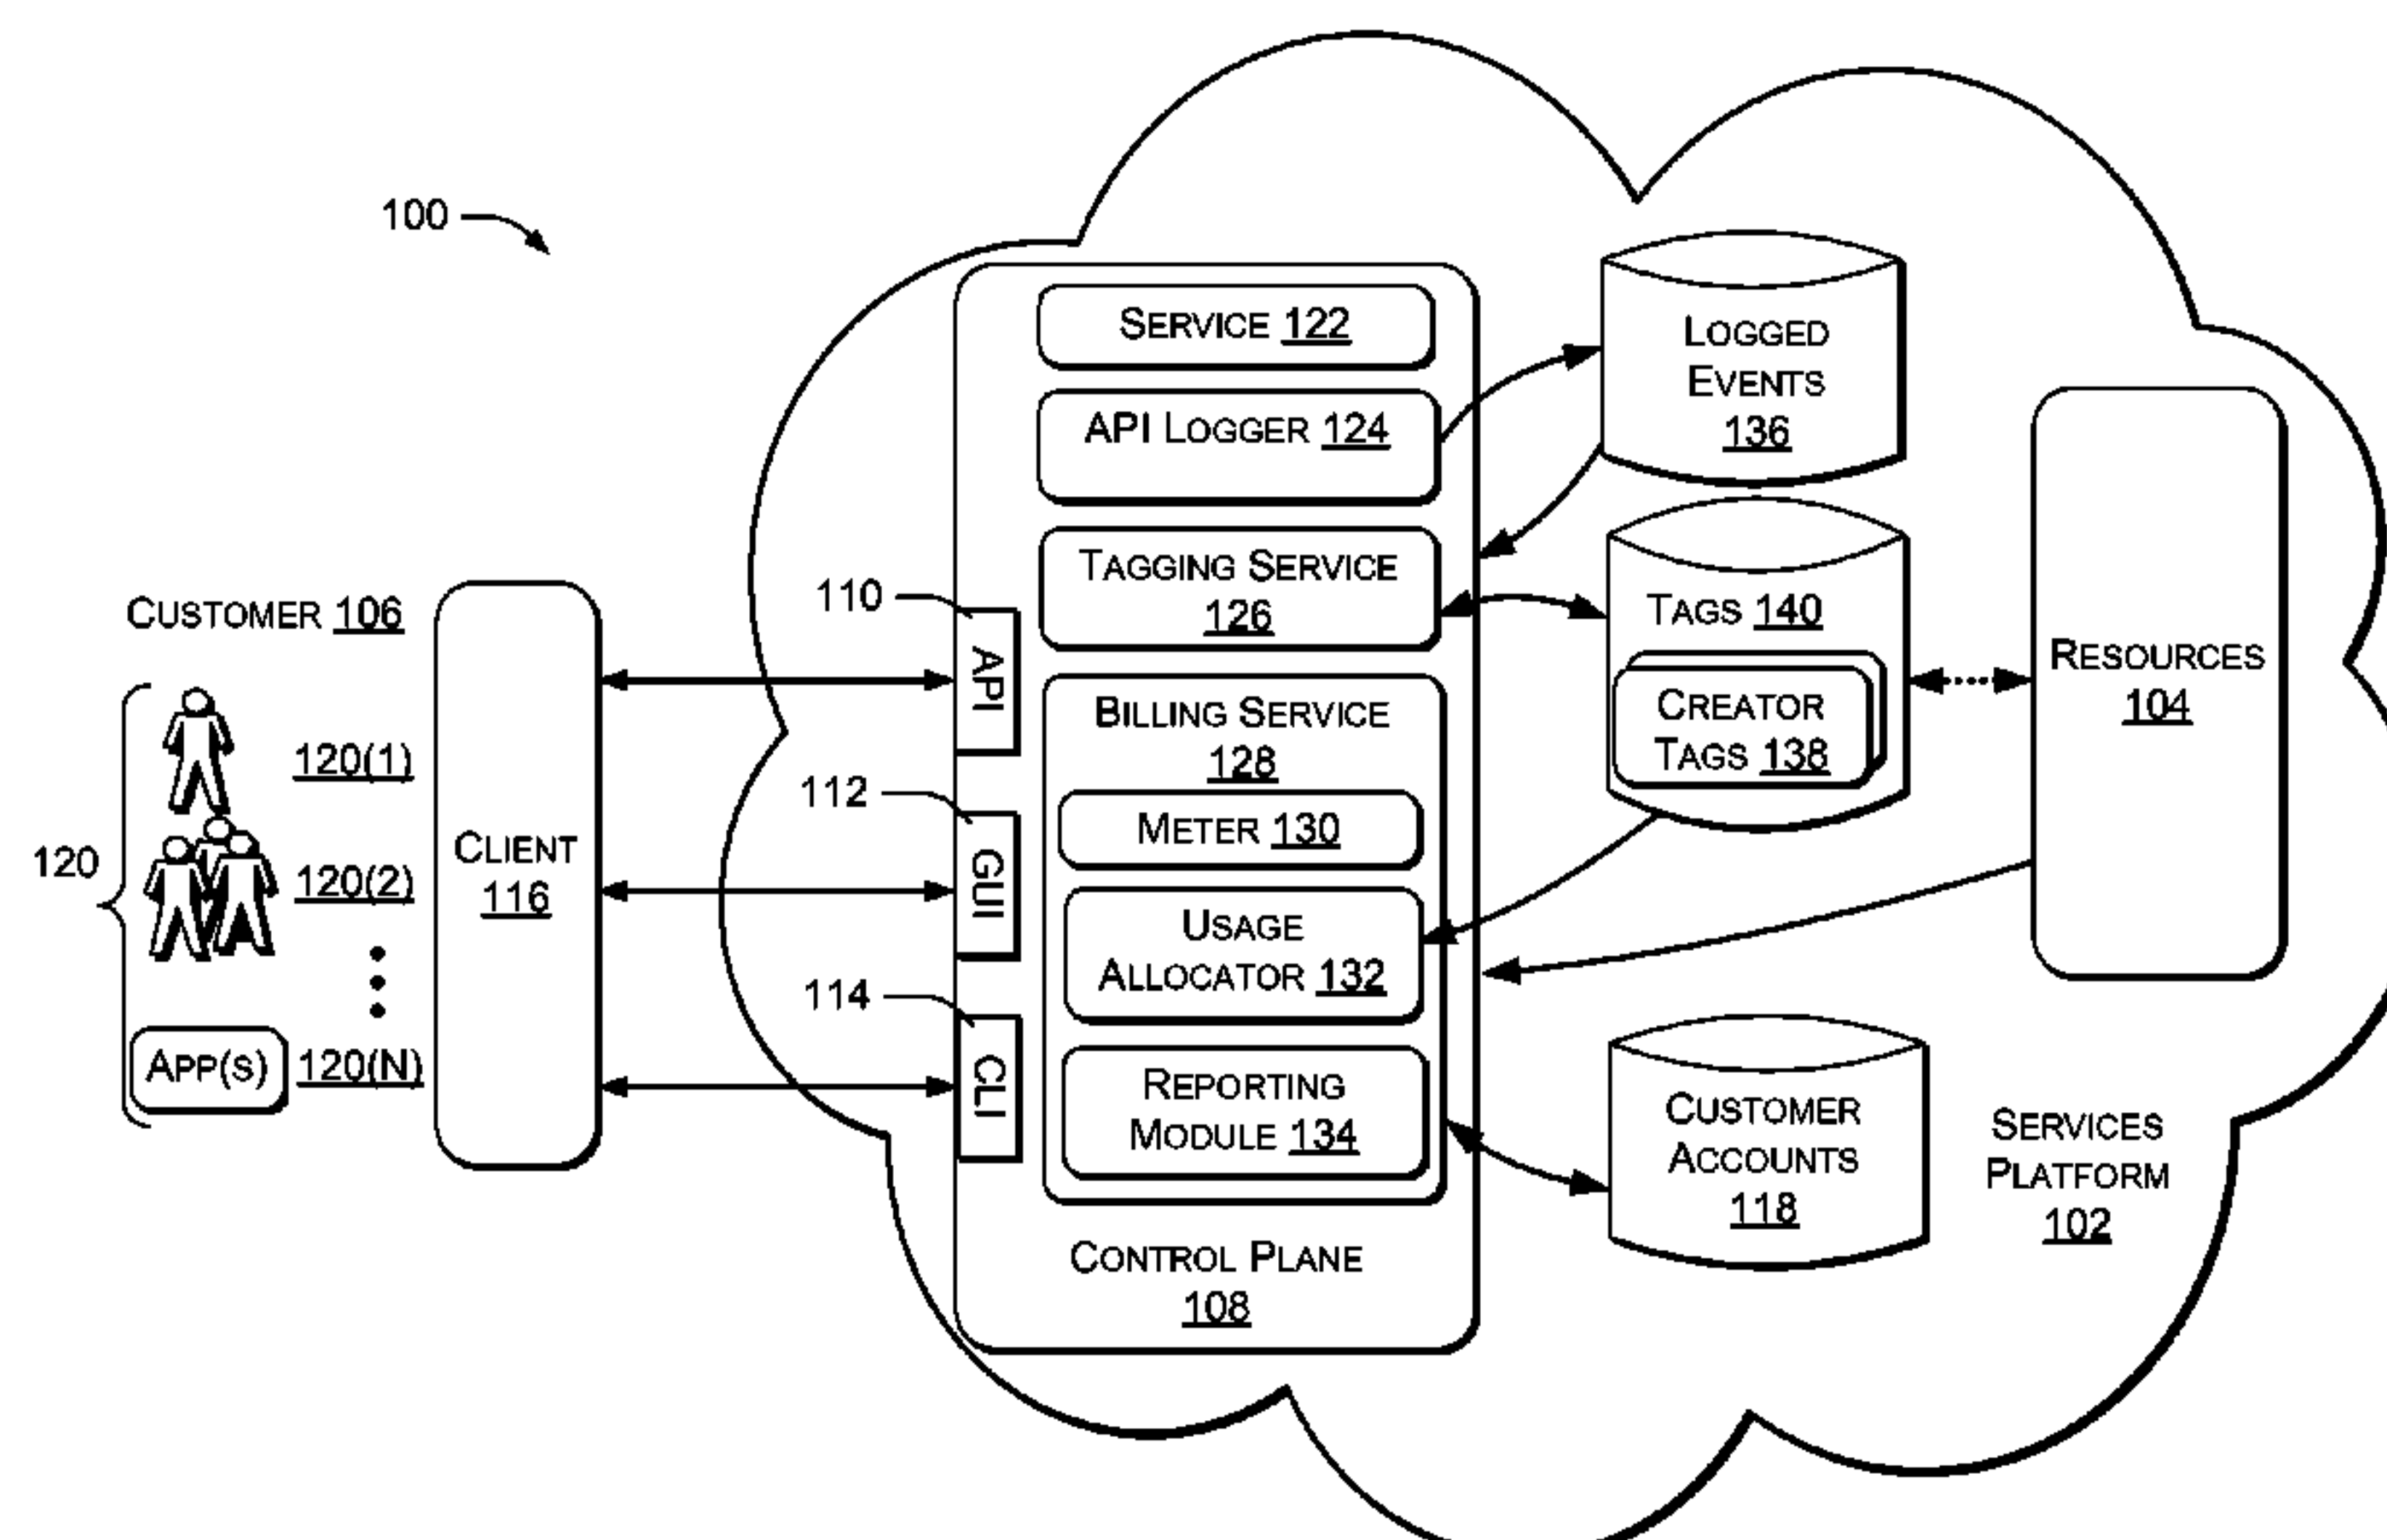 100
CUSTOMER 106
120
120(1)
120(2)
APP(S) 120(N)
CLIENT
116
110
API
112
GUI
114
CLI
SERVICE 122
API LOGGER 124
TAGGING SERVICE
126
BILLING SERVICE
128
METER 130
USAGE
ALLOCATOR 132
REPORTING
MODULE 134
CONTROL PLANE
108
LOGGED
EVENTS
136
TAGS 140
CREATOR
TAGS 138
RESOURCES
104
CUSTOMER
ACCOUNTS
118
SERVICES
PLATFORM
102